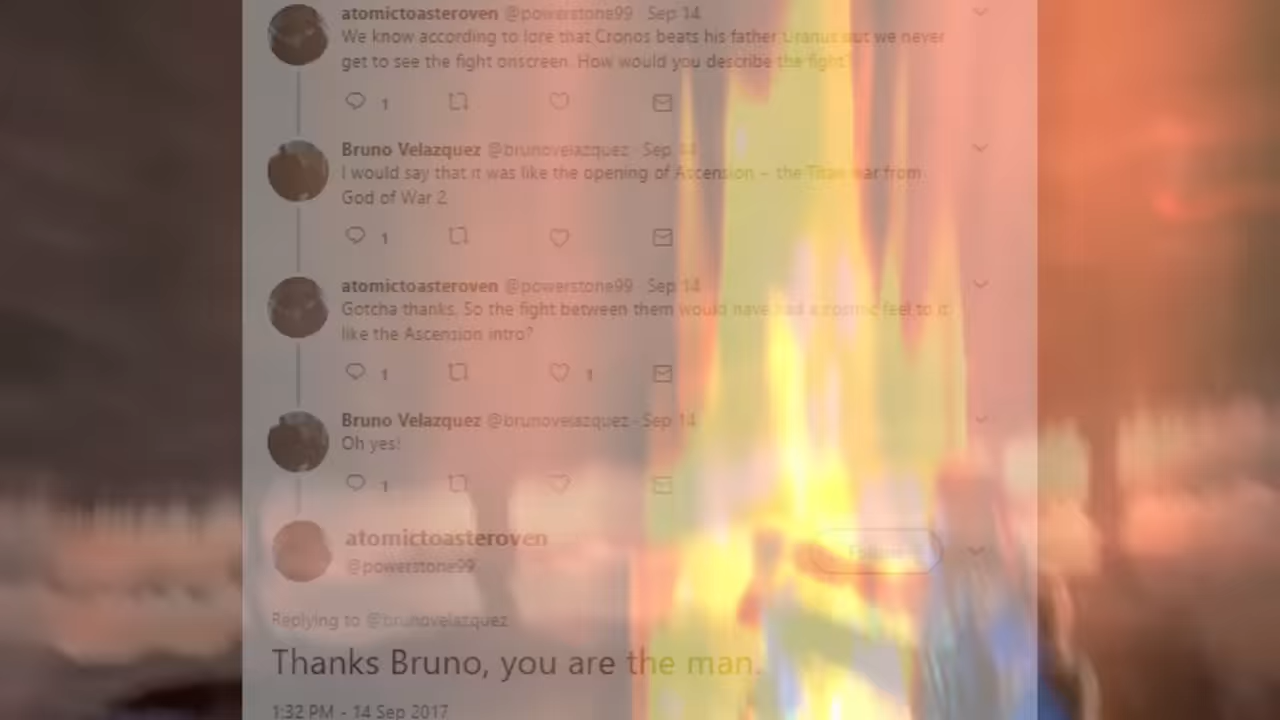 atomictoasteroven @powerstone99 · Sep 14
We know according to lore that Cronos beats his father Uranus but we never
get to see the fight onscreen. How would you describe the fight?
1
Bruno Velazquez @brunovelazquez · Sep 14
I would say that it was like the opening of Ascension – the Titan war from
God of War 2
1
atomictoasteroven @powerstone99 · Sep 14
Gotcha thanks. So the fight between them would have had a cosmic feel to it
like the Ascension intro?
1 1
Bruno Velazquez @brunovelazquez · Sep 14
Oh yes!
1
atomictoasteroven
@powerstone99
Replying to @brunovelazquez
Thanks Bruno, you are the man.
1:32 PM - 14 Sep 2017